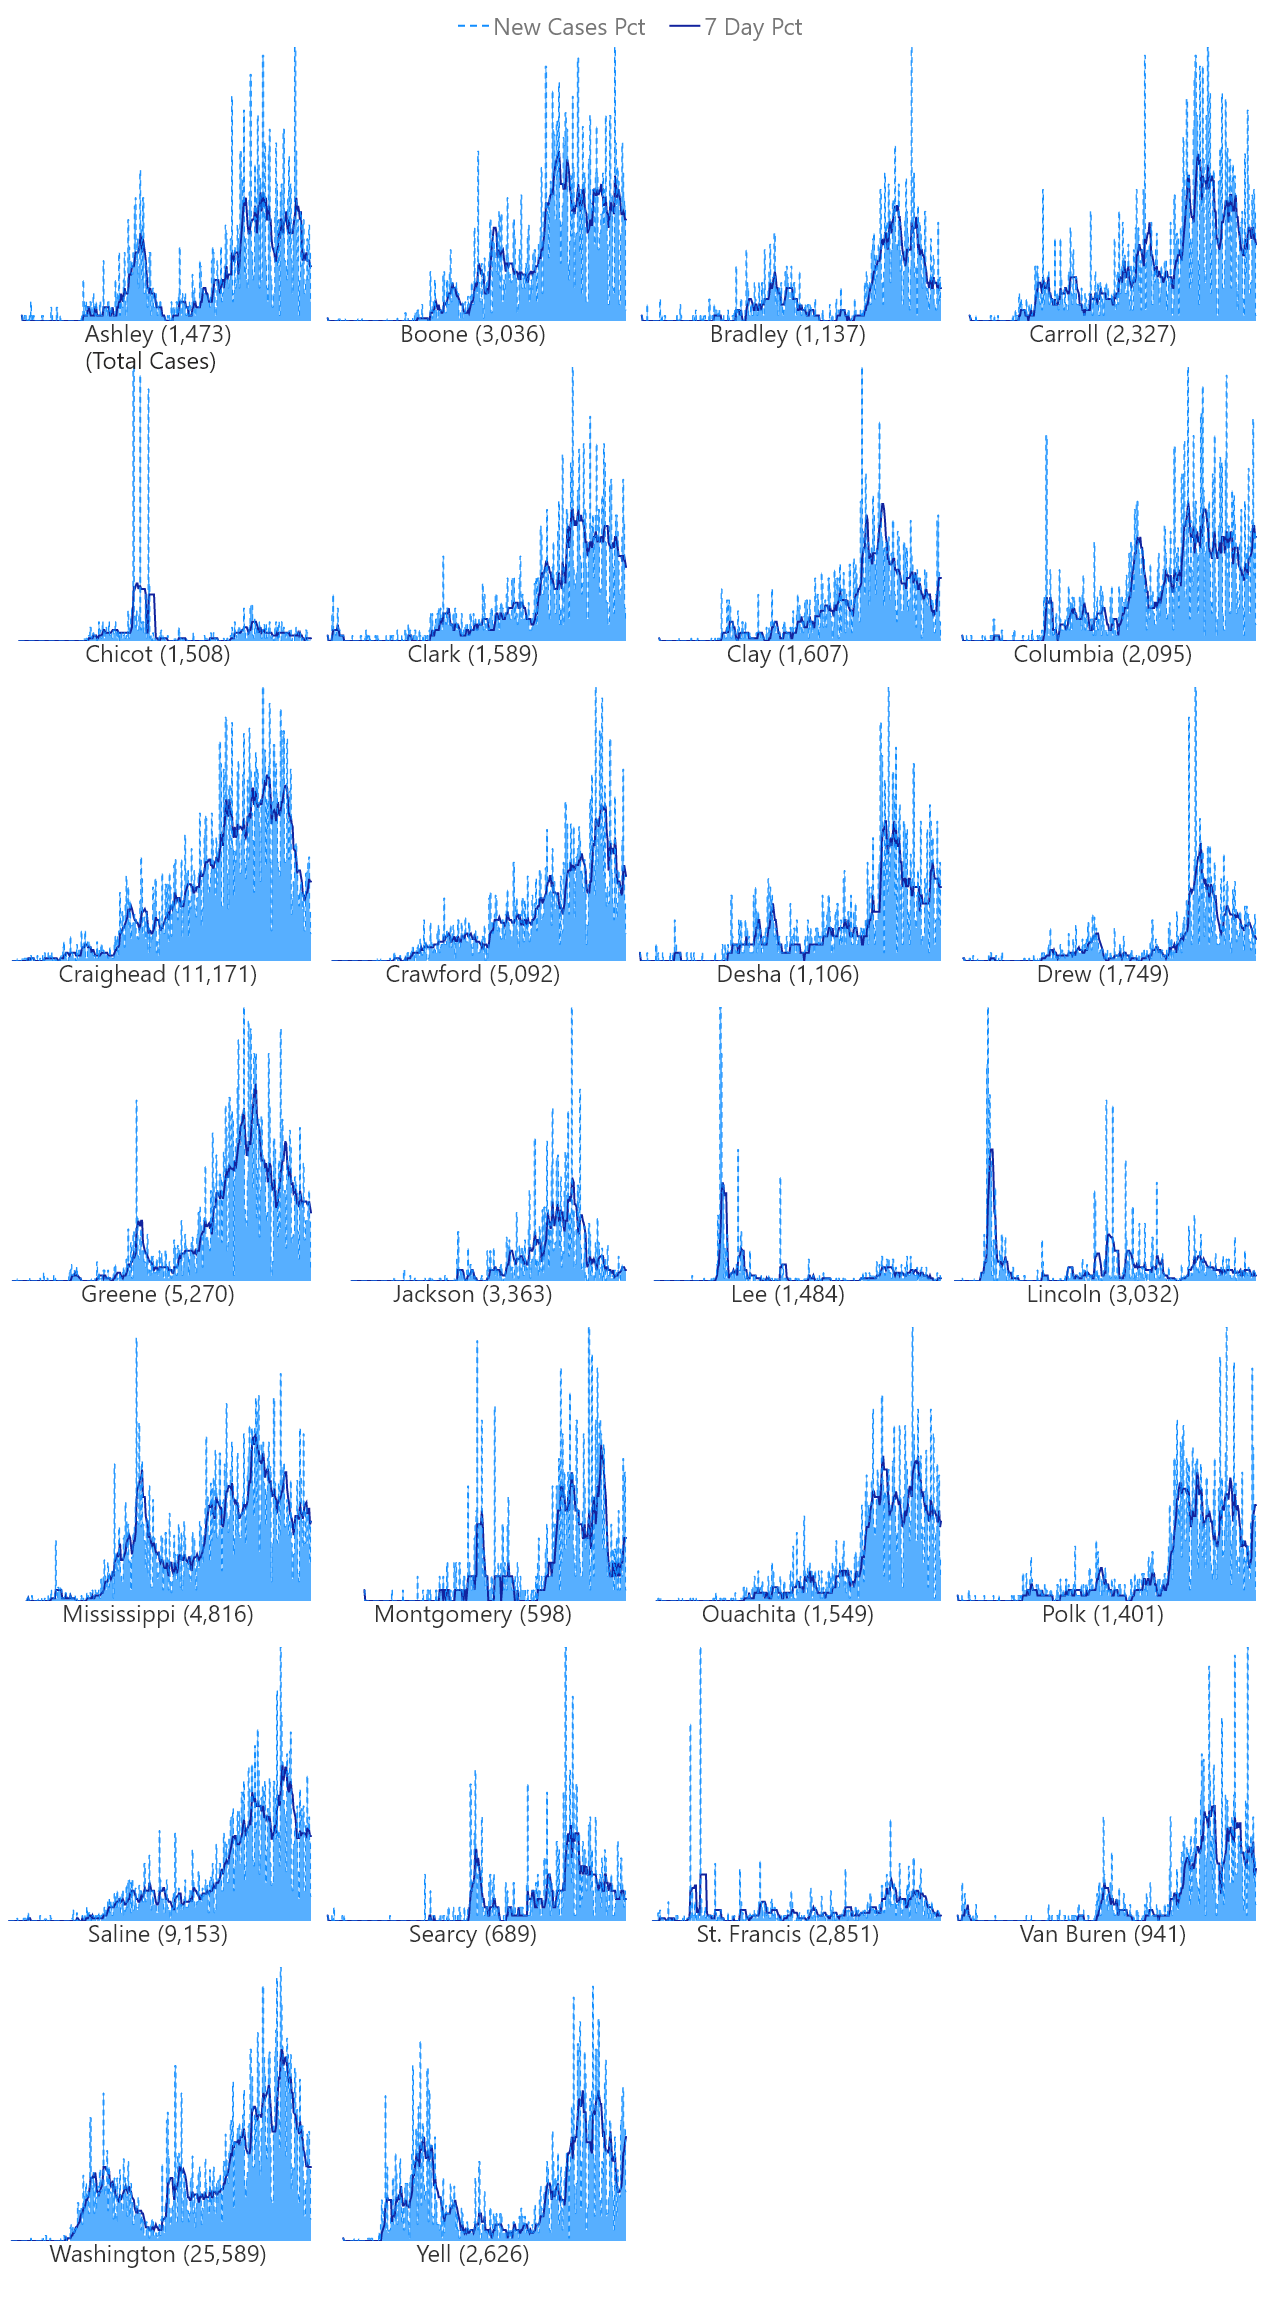 New Cases Pct 7 Day Pct
Ashley (1,473) Boone (3,036) Bradley (1,137) Carroll (2,327)
(Total Cases)
Chicot (1,508) Clark (1,589) Clay (1,607) Columbia (2,095)
Craighead (11,171) Crawford (5,092) Desha (1,106) Drew (1,749)
Greene (5,270) Jackson (3,363) Lee (1,484) Lincoln (3,032)
Mississippi (4,816) Montgomery (598) Ouachita (1,549) Polk (1,401)
Saline (9,153) Searcy (689) St. Francis (2,851) Van Buren (941)
Washington (25,589) Yell (2,626)